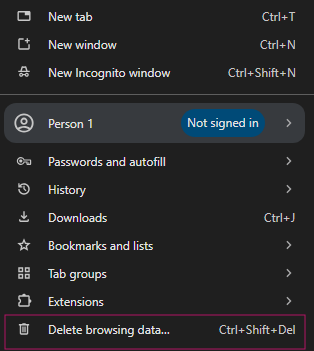 New tab Ctrl+T
New window Ctrl+N
New Incognito window Ctrl+Shift+N
Person 1 Not signed in
Passwords and autofill
History
Downloads Ctrl+J
Bookmarks and lists
Tab groups
Extensions
Delete browsing data... Ctrl+Shift+Del